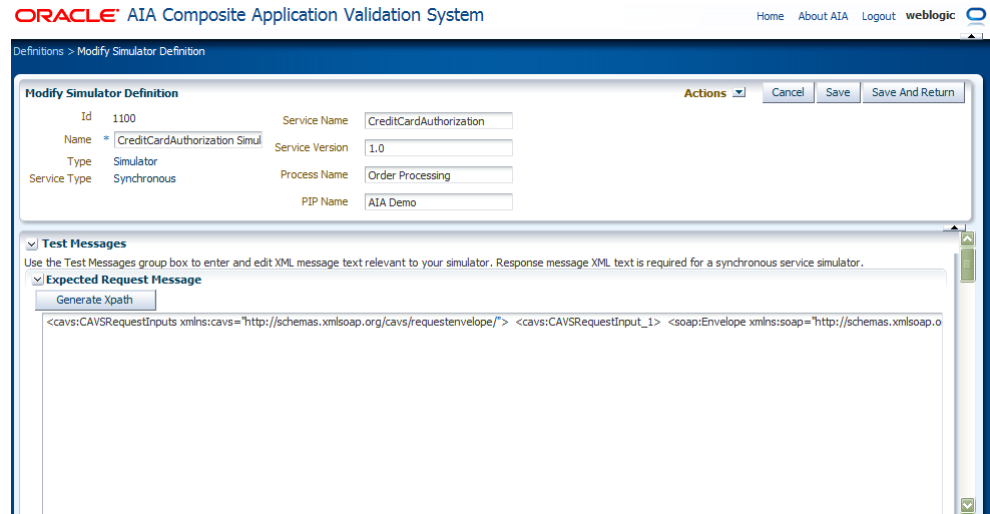 ORACLE AIA Composite Application Validation System
Home About AIA Logout weblogic
Definitions > Modify Simulator Definition
Modify Simulator Definition Actions Cancel Save Save And Return
Id 1100 Service Name CreditCardAuthorization
Name * CreditCardAuthorization Simul Service Version 1.0
Type Simulator Process Name Order Processing
Service Type Synchronous PIP Name AIA Demo
Test Messages
Use the Test Messages group box to enter and edit XML message text relevant to your simulator. Response message XML text is required for a synchronous service simulator.
Expected Request Message
Generate Xpath
<cavs:CAVSRequestInputs xmlns:cavs="http://schemas.xmlsoap.org/cavs/requestenvelope/"> <cavs:CAVSRequestInput_1> <soap:Envelope xmlns:soap="http://schemas.xmlsoap.o